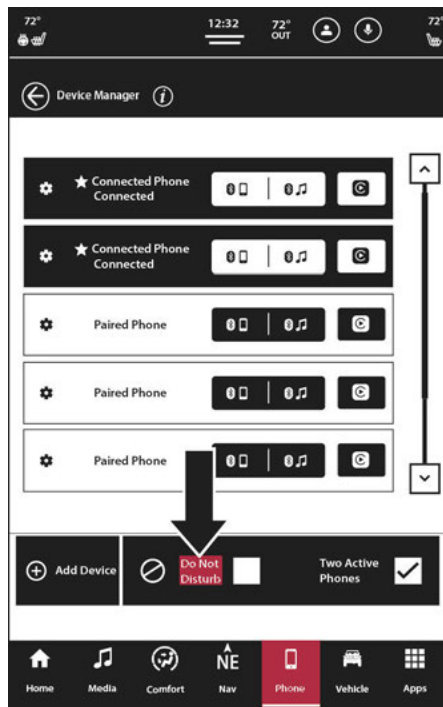 72°
12:32
72°
OUT
72°
Device Manager
Connected Phone
Connected
Connected Phone
Connected
Paired Phone
Paired Phone
Paired Phone
Add Device
Do Not
Disturb
Two Active
Phones
NE
Home Media Comfort Nav Phone Vehicle Apps